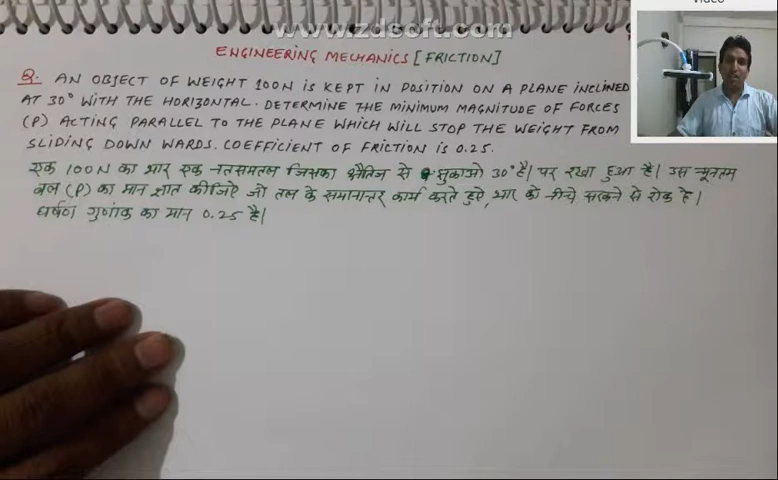 Video
www.zdsoft.com
ENGINEERING MECHANICS [FRICTION]
Q. AN OBJECT OF WEIGHT 100N IS KEPT IN POSITION ON A PLANE INCLINED
AT 30° WITH THE HORIZONTAL. DETERMINE THE MINIMUM MAGNITUDE OF FORCES
(P) ACTING PARALLEL TO THE PLANE WHICH WILL STOP THE WEIGHT FROM
SLIDING DOWN WARDS. COEFFICIENT OF FRICTION IS 0.25.
एक 100N का भार एक नतसमतल जिसका क्षैतिज से झुकाओ 30° है। पर रखा हुआ है। उस न्यूनतम
बल (P) का मान ज्ञात कीजिए जो तल के समानान्तर कार्य करते हुए, भार को नीचे सरकने से रोक दे।
घर्षण गुणांक का मान 0.25 है।